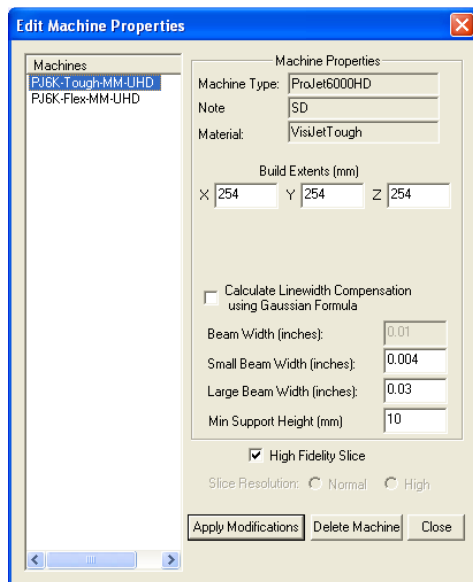 Edit Machine Properties
Machines
PJ6K-Tough-MM-UHD
PJ6K-Flex-MM-UHD
Machine Properties
Machine Type: ProJet6000HD
Note SD
Material: VisiJetTough
Build Extents (mm)
X 254 Y 254 Z 254
Calculate Linewidth Compensation
using Gaussian Formula
Beam Width (inches): 0.01
Small Beam Width (inches): 0.004
Large Beam Width (inches): 0.03
Min Support Height (mm) 10
High Fidelity Slice
Slice Resolution: Normal High
Apply Modifications Delete Machine Close